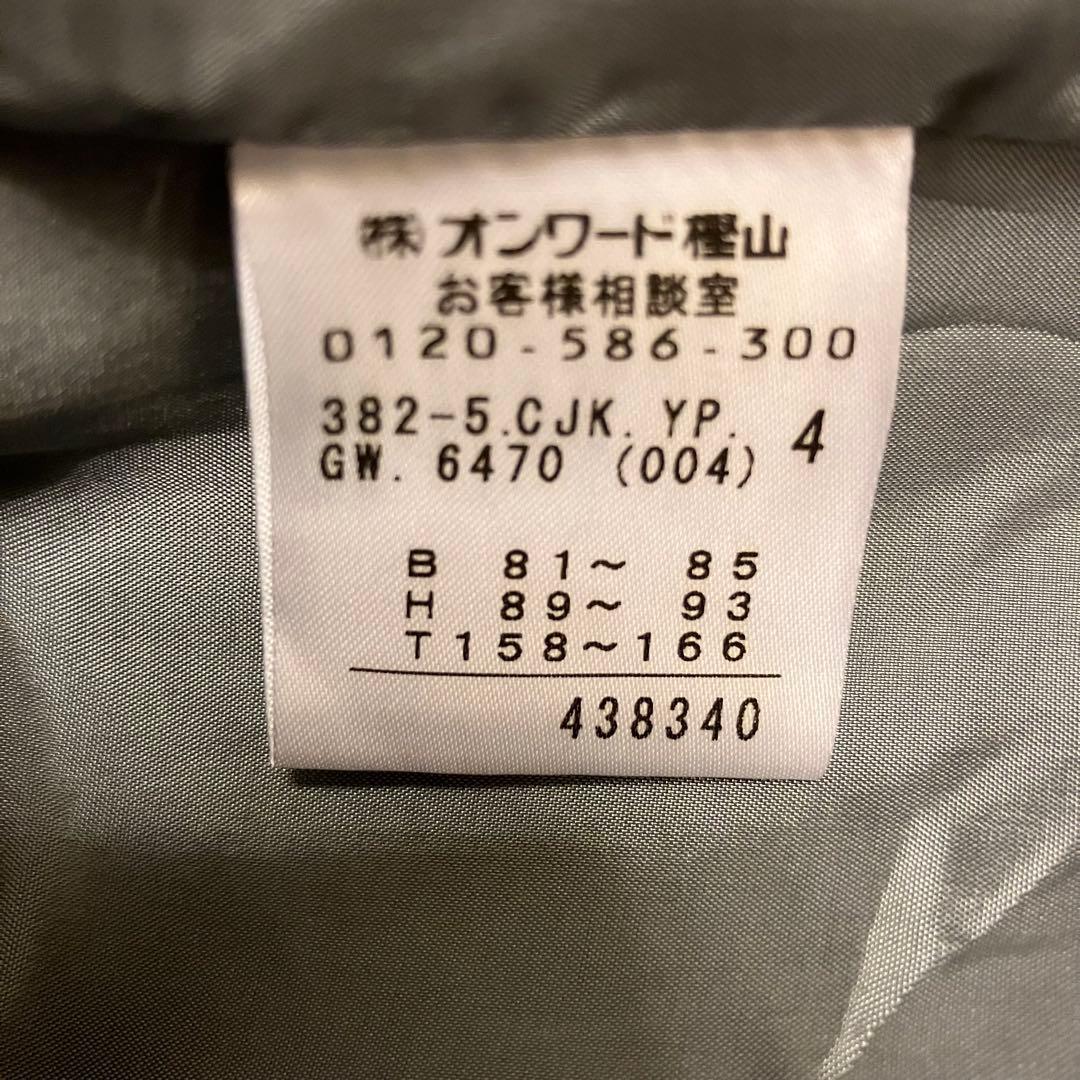 ㈱オンワード樫山
お客様相談室
0120-586-300
382-5.CJK.YP. 4
GW.6470 (004)
B 81～ 85
H 89～ 93
T158～166
438340